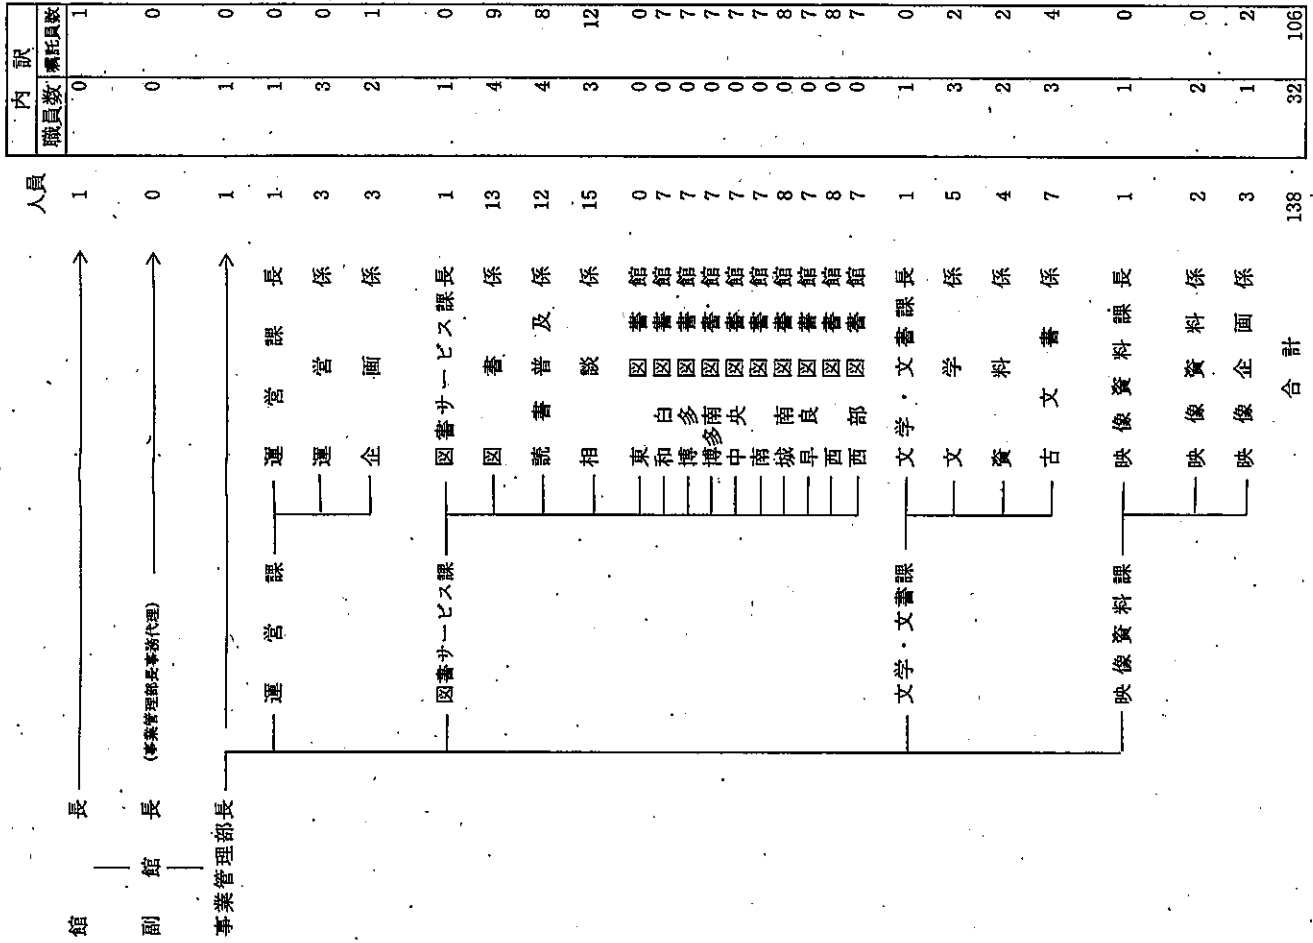 内訳
人員 職員数 嘱託員数
館長 1 0 1
副館長 (事業管理部長事務代理) 0 0 0
事業管理部長 1 1 0
運営課 運営課長 1 1 0
運営係 3 3 0
企画係 3 2 1
図書サービス課 図書サービス課長 1 1 0
図書係 13 4 9
読書普及係 12 4 8
相談係 15 3 12
東図書館 0 0 0
和白図書館 7 0 7
博多図書館 7 0 7
博多南図書館 7 0 7
中央図書館 7 0 7
南図書館 7 0 7
城南図書館 8 0 8
早良図書館 7 0 7
西図書館 8 0 8
西部図書館 7 0 7
文学・文書課 文学・文書課長 1 1 0
文学係 5 3 2
資料係 4 2 2
古文書係 7 3 4
映像資料課 映像資料課長 1 1 0
映像資料係 2 2 0
映像企画係 3 1 2
合計 138 32 106